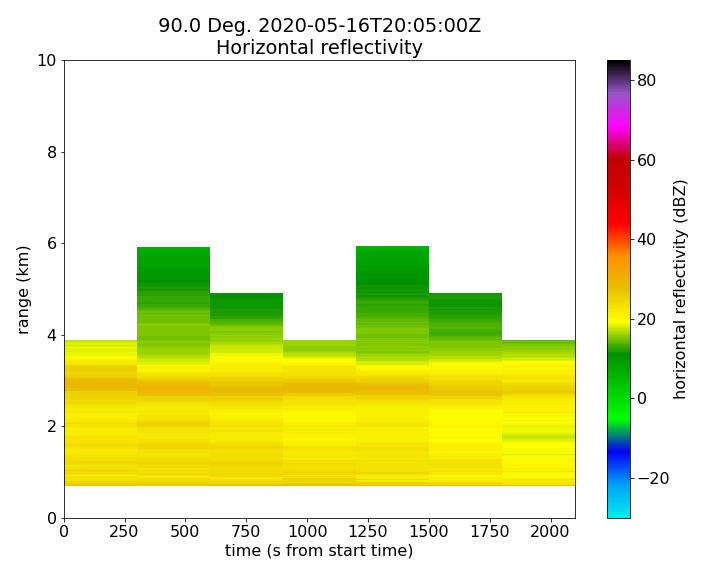 90.0 Deg. 2020-05-16T20:05:00Z
Horizontal reflectivity
10
8
6
4
2
0
range (km)
0 250 500 750 1000 1250 1500 1750 2000
time (s from start time)
80
60
40
20
0
−20
horizontal reflectivity (dBZ)